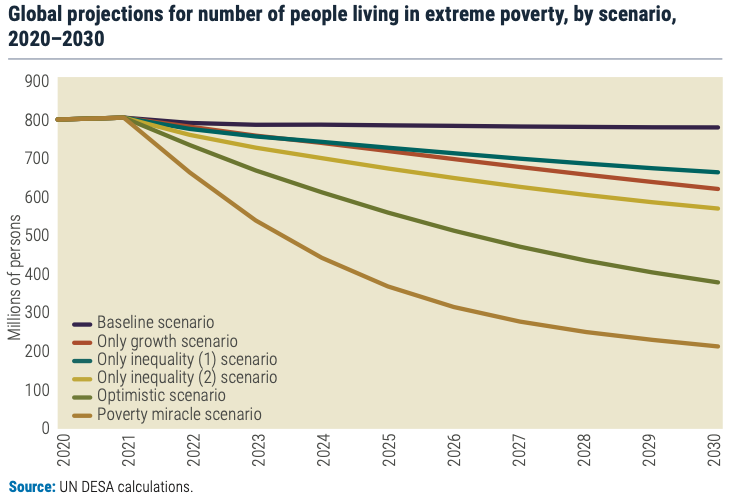 Global projections for number of people living in extreme poverty, by scenario,
2020–2030
900
800
700
600
500
400
300
200
100
0
Millions of persons
Baseline scenario
Only growth scenario
Only inequality (1) scenario
Only inequality (2) scenario
Optimistic scenario
Poverty miracle scenario
2020
2021
2022
2023
2024
2025
2026
2027
2028
2029
2030
Source: UN DESA calculations.